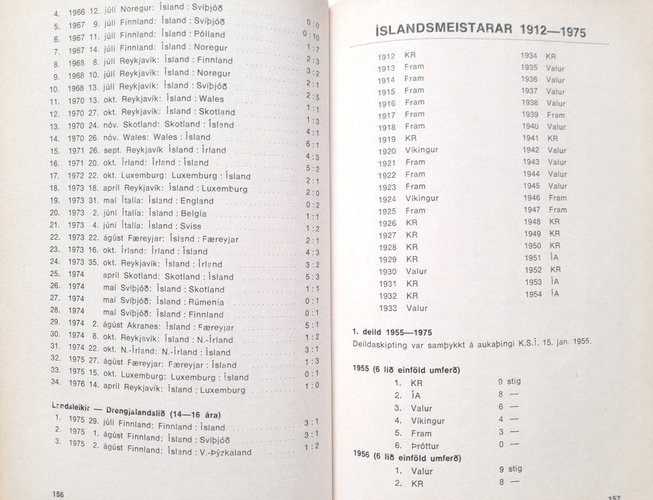 4. 1966 12. júlí Noregur: Ísland : Svíþjóð 0:0
5. 1967 9. júlí Finnland: Ísland : Svíþjóð 0:10
6. 1967 11. júlí Finnland: Ísland : Pólland 1:7
7. 1967 14. júlí Finnland: Ísland : Noregur 2:3
8. 1968 8. júlí Reykjavík: Ísland : Finnland 3:2
9. 1968 10. júlí Reykjavík: Ísland : Noregur 2:1
10. 1968 13. júlí Reykjavík: Ísland : Svíþjóð 2:5
11. 1970 13. okt. Reykjavík: Ísland : Wales 1:1
12. 1970 27. okt. Reykjavík: Ísland : Skotland 1:3
13. 1970 24. nóv. Skotland: Skotland : Ísland 4:1
14. 1970 26. nóv. Wales: Wales : Ísland 6:1
15. 1971 26. sept. Reykjavík Ísland : Írland 4:3
16. 1971 20. okt. Írland: Írland : Ísland 5:2
17. 1972 22. okt. Luxemburg: Luxemburg : Ísland 2:1
18. 1973 18. apríl Reykjavík: Ísland : Luxemburg 2:0
19. 1973 31. maí Ítalía: Ísland : England 0:2
20. 1973 2. júní Ítalía: Ísland : Belgía 1:1
21. 1973 4. júní Ítalía: Ísland : Sviss 1:2
22. 1973 22. ágúst Færeyjar: Ísland : Færeyjar 2:1
23. 1973 16. okt. Írland: Írland : Ísland 4:3
24. 1973 35. okt. Reykjavík: Ísland : Írland 3:2
25. 1974 apríl Skotland: Skotland : Ísland 5:3
26. 1974 maí Svíþjóð: Ísland : Skotland 1:1
27. 1974 maí Svíþjóð: Ísland : Rúmenía 0:1
28. 1974 maí Svíþjóð: Ísland : Finnland 0:1
29. 1974 2. ágúst Akranes: Ísland : Færeyjar 5:1
30. 1974 8. okt. Reykjavík: Ísland : N.-Írland 1:2
31. 1974 22. okt. N.-Írland: N.-Írland : Ísland 3:1
32. 1975 27. ágúst Færeyjar: Færeyjar : Ísland 1:3
33. 1975 15. okt. Luxemburg: Luxemburg : Ísland 0:1
34. 1976 14. apríl Reykjavík: Ísland : Luxemburg 1:0
Landsleikir — Drengjalandslið (14—16 ára)
1. 1975 29. júlí Finnland: Finnland : Ísland 3:1
2. 1975 1. ágúst Finnland: Ísland : Svíþjóð 3:1
3. 1975 2. ágúst Finnland: Ísland : V.-Þýzkaland 1:2
156
ÍSLANDSMEISTARAR 1912—1975
1912 KR
1913 Fram
1914 Fram
1915 Fram
1916 Fram
1917 Fram
1918 Fram
1919 KR
1920 Víkingur
1921 Fram
1922 Fram
1923 Fram
1924 Víkingur
1925 Fram
1926 KR
1927 KR
1928 KR
1929 KR
1930 Valur
1931 KR
1932 KR
1933 Valur
1934 KR
1935 Valur
1936 Valur
1937 Valur
1938 Valur
1939 Fram
1940 Valur
1941 KR
1942 Valur
1943 Valur
1944 Valur
1945 Valur
1946 Fram
1947 Fram
1948 KR
1949 KR
1950 KR
1951 ÍA
1952 KR
1953 ÍA
1954 ÍA
1. deild 1955—1975
Deildaskipting var samþykkt á aukaþingi K.S.Í. 15. jan. 1955.
1955 (6 lið einföld umferð)
1. KR 9 stig
2. ÍA 8 —
3. Valur 6 —
4. Víkingur 4 —
5. Fram 3 —
6. Þróttur 0 —
1956 (6 lið einföld umferð)
1. Valur 9 stig
2. KR 8 —
157